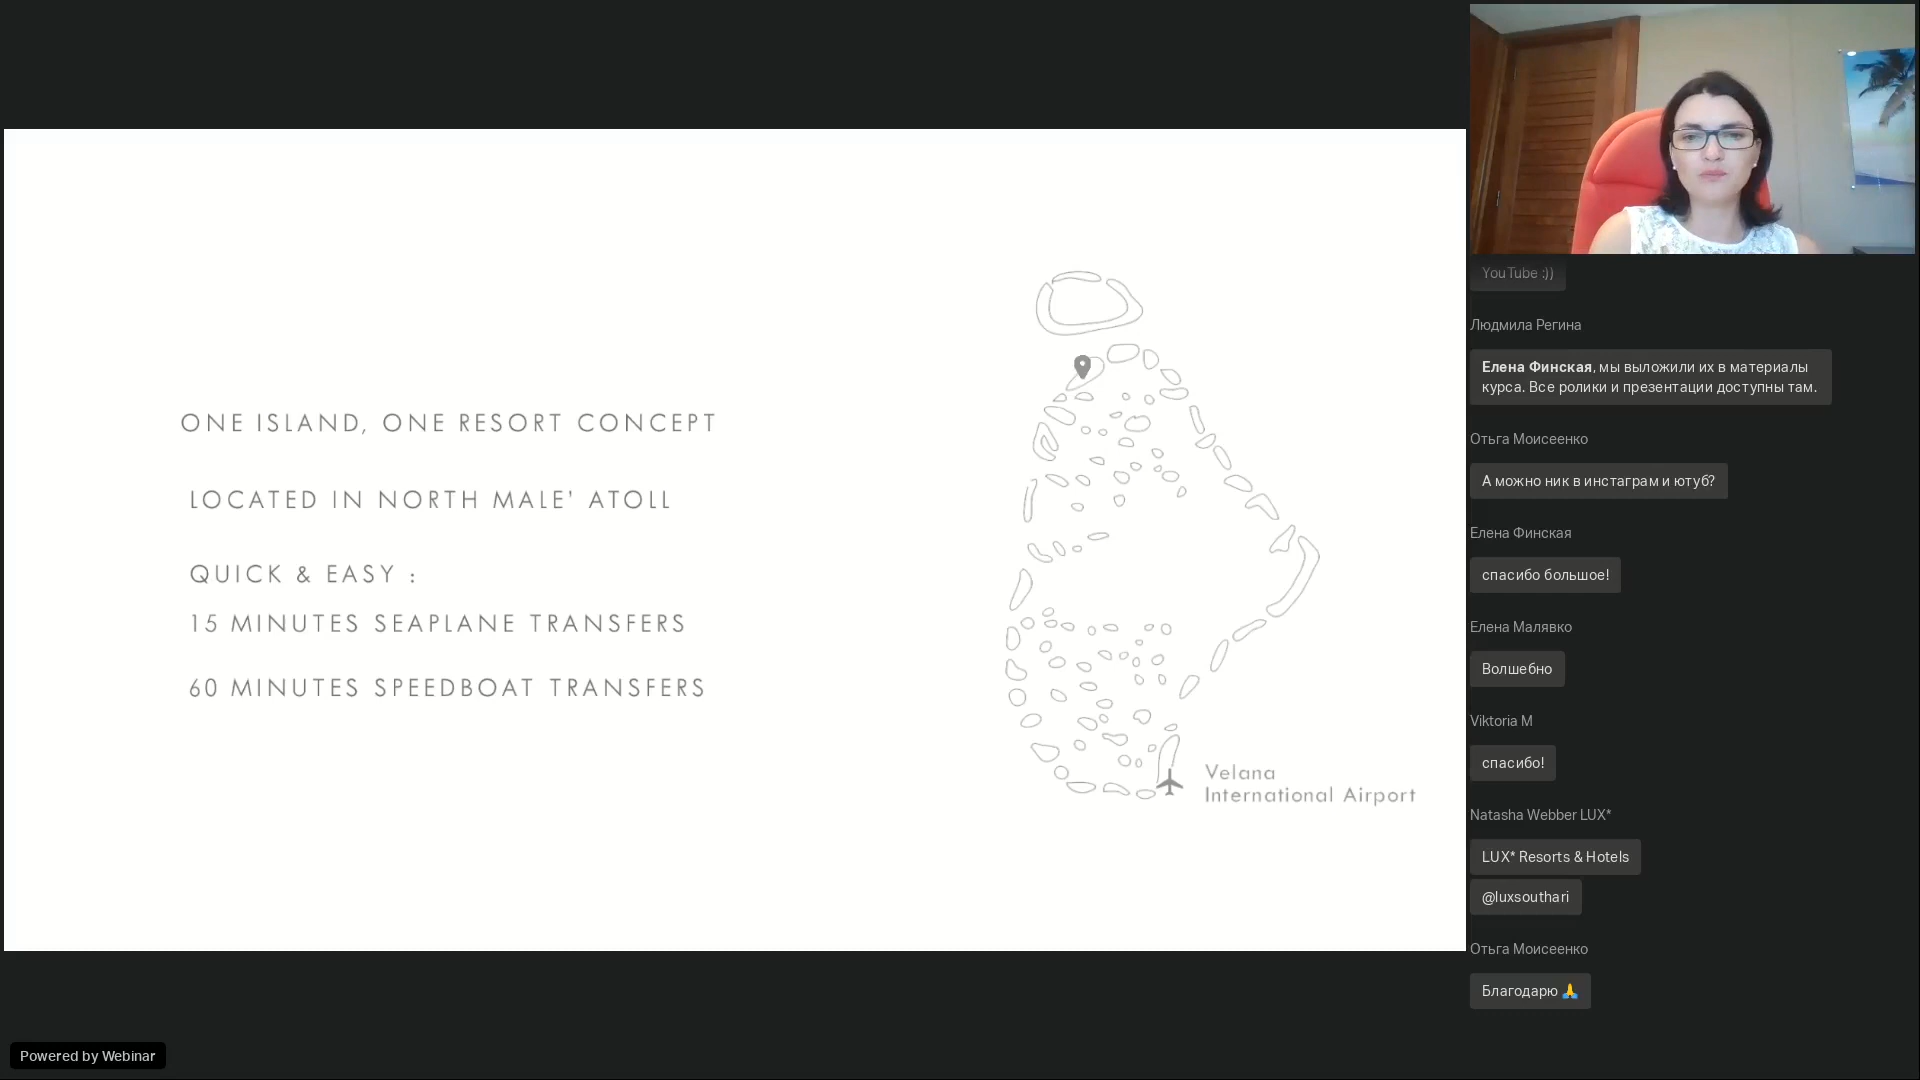 ONE ISLAND, ONE RESORT CONCEPT
LOCATED IN NORTH MALE' ATOLL
QUICK & EASY :
15 MINUTES SEAPLANE TRANSFERS
60 MINUTES SPEEDBOAT TRANSFERS
Velana
International Airport
YouTube :))
Людмила Регина
Елена Финская, мы выложили их в материалы
курса. Все ролики и презентации доступны там.
Отьга Моисеенко
А можно ник в инстаграм и ютуб?
Елена Финская
спасибо большое!
Елена Малявко
Волшебно
Viktoria M
спасибо!
Natasha Webber LUX*
LUX* Resorts & Hotels
@luxsouthari
Отьга Моисеенко
Благодарю 🙏
Powered by Webinar